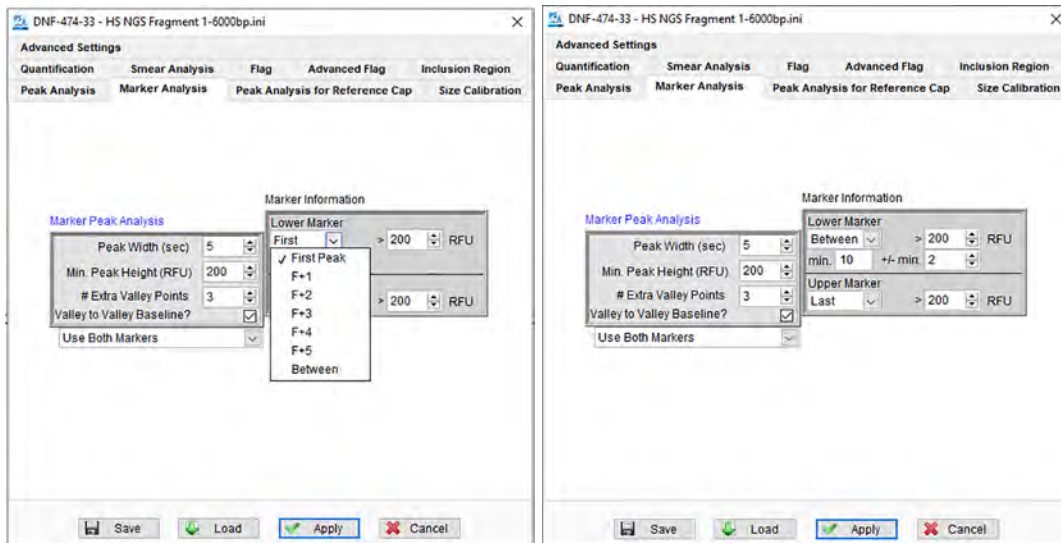 DNF-474-33 - HS NGS Fragment 1-6000bp.ini
Advanced Settings
Quantification Smear Analysis Flag Advanced Flag Inclusion Region
Peak Analysis Marker Analysis Peak Analysis for Reference Cap Size Calibration
Marker Information
Marker Peak Analysis
Lower Marker
Peak Width (sec) 5
First > 200 RFU
First Peak
Min. Peak Height (RFU) 200
F+1
F+2
# Extra Valley Points 3
F+3
> 200 RFU
Valley to Valley Baseline?
F+4
Use Both Markers
F+5
Between
Save Load Apply Cancel
DNF-474-33 - HS NGS Fragment 1-6000bp.ini
Advanced Settings
Quantification Smear Analysis Flag Advanced Flag Inclusion Region
Peak Analysis Marker Analysis Peak Analysis for Reference Cap Size Calibration
Marker Information
Marker Peak Analysis
Lower Marker
Peak Width (sec) 5
Between > 200 RFU
min. 10 +/- min. 2
Min. Peak Height (RFU) 200
Upper Marker
# Extra Valley Points 3
Last > 200 RFU
Valley to Valley Baseline?
Use Both Markers
Save Load Apply Cancel